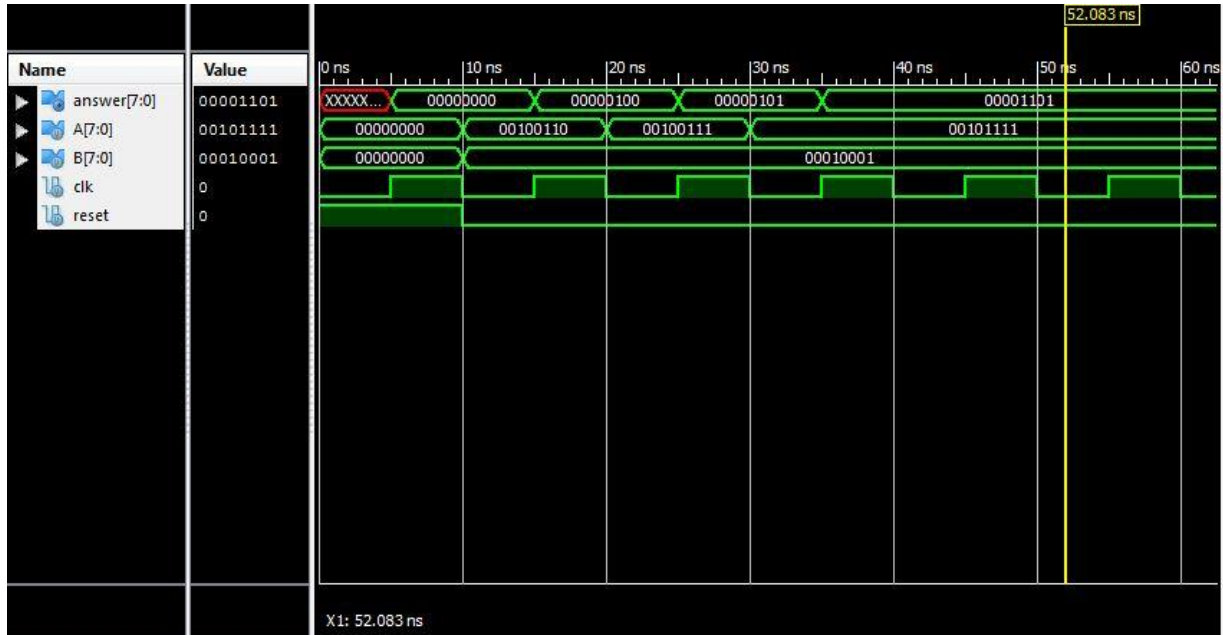 52.083 ns
Name Value 0 ns 10 ns 20 ns 30 ns 40 ns 50 ns 60 ns
answer[7:0] 00001101 XXXXX... 00000000 00000100 00000101 00001101
A[7:0] 00101111 00000000 00100110 00100111 00101111
B[7:0] 00010001 00000000 00010001
clk 0
reset 0
X1: 52.083 ns